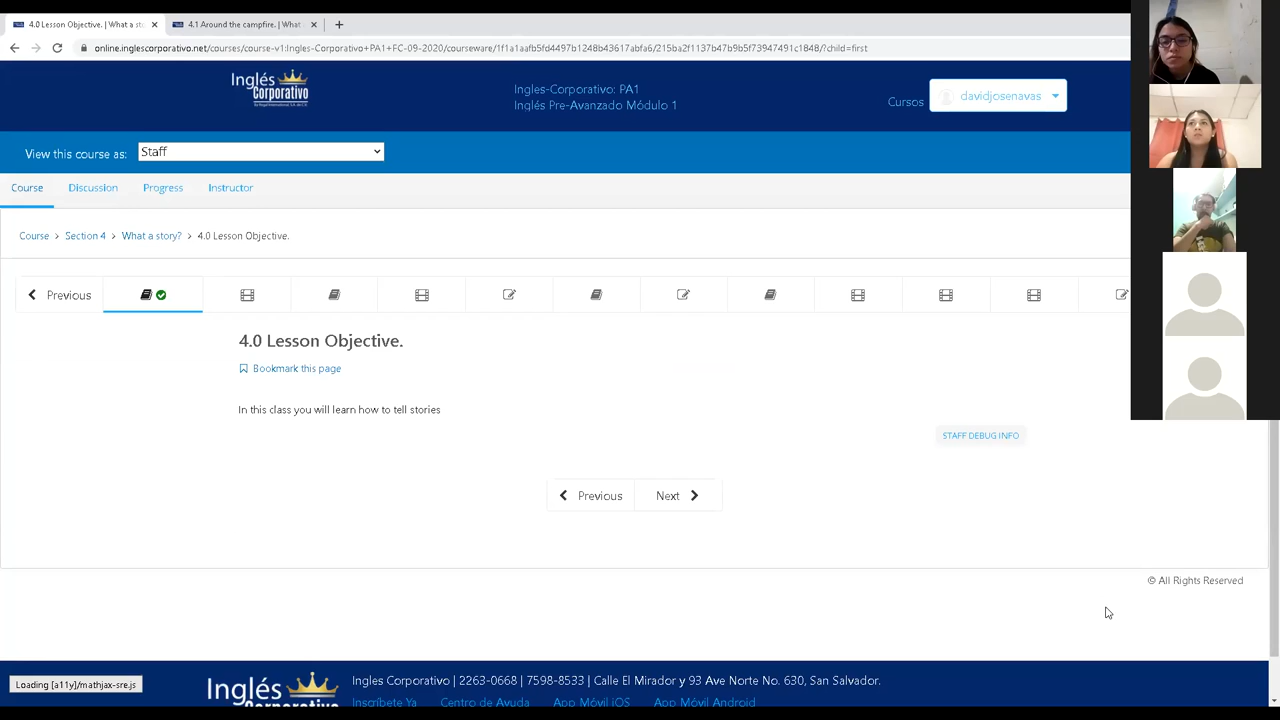 4.0 Lesson Objective. | What a sto
4.1 Around the campfire. | What
online.inglescorporativo.net/courses/course-v1:Ingles-Corporativo+PA1+FC-09-2020/courseware/1f1a1aafb5fd4497b1248b43617abfa6/215ba2f1137b47b9b5f73947491c1848/?child=first
Inglés
Corporativo
Ingles-Corporativo: PA1
Inglés Pre-Avanzado Módulo 1
Cursos
davidjosenavas
View this course as:
Staff
Course
Discussion
Progress
Instructor
Course > Section 4 > What a story? > 4.0 Lesson Objective.
Previous
4.0 Lesson Objective.
Bookmark this page
In this class you will learn how to tell stories
STAFF DEBUG INFO
Previous
Next
© All Rights Reserved
Loading [a11y]/mathjax-sre.js
Inglés
Corporativo
Ingles Corporativo | 2263-0668 | 7598-8533 | Calle El Mirador y 93 Ave Norte No. 630, San Salvador.
Inscríbete Ya
Centro de Ayuda
App Móvil iOS
App Móvil Android